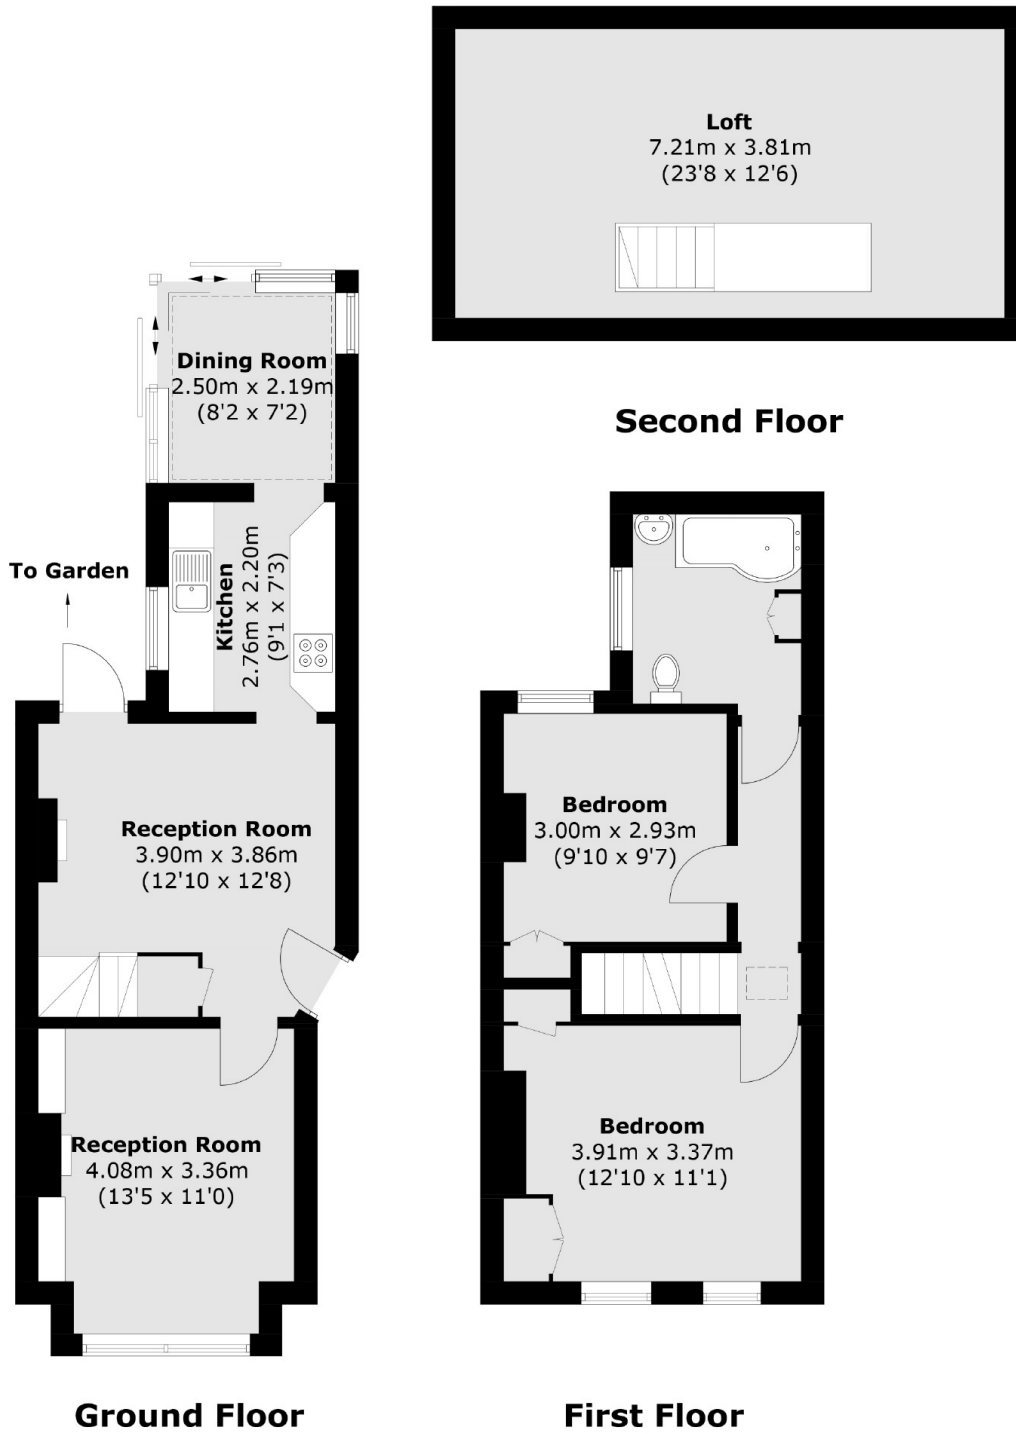 Loft
7.21m x 3.81m
(23'8 x 12'6)
Second Floor
Dining Room
2.50m x 2.19m
(8'2 x 7'2)
To Garden
Kitchen
2.76m x 2.20m
(9'1 x 7'3)
Reception Room
3.90m x 3.86m
(12'10 x 12'8)
Reception Room
4.08m x 3.36m
(13'5 x 11'0)
Ground Floor
Bedroom
3.00m x 2.93m
(9'10 x 9'7)
Bedroom
3.91m x 3.37m
(12'10 x 11'1)
First Floor